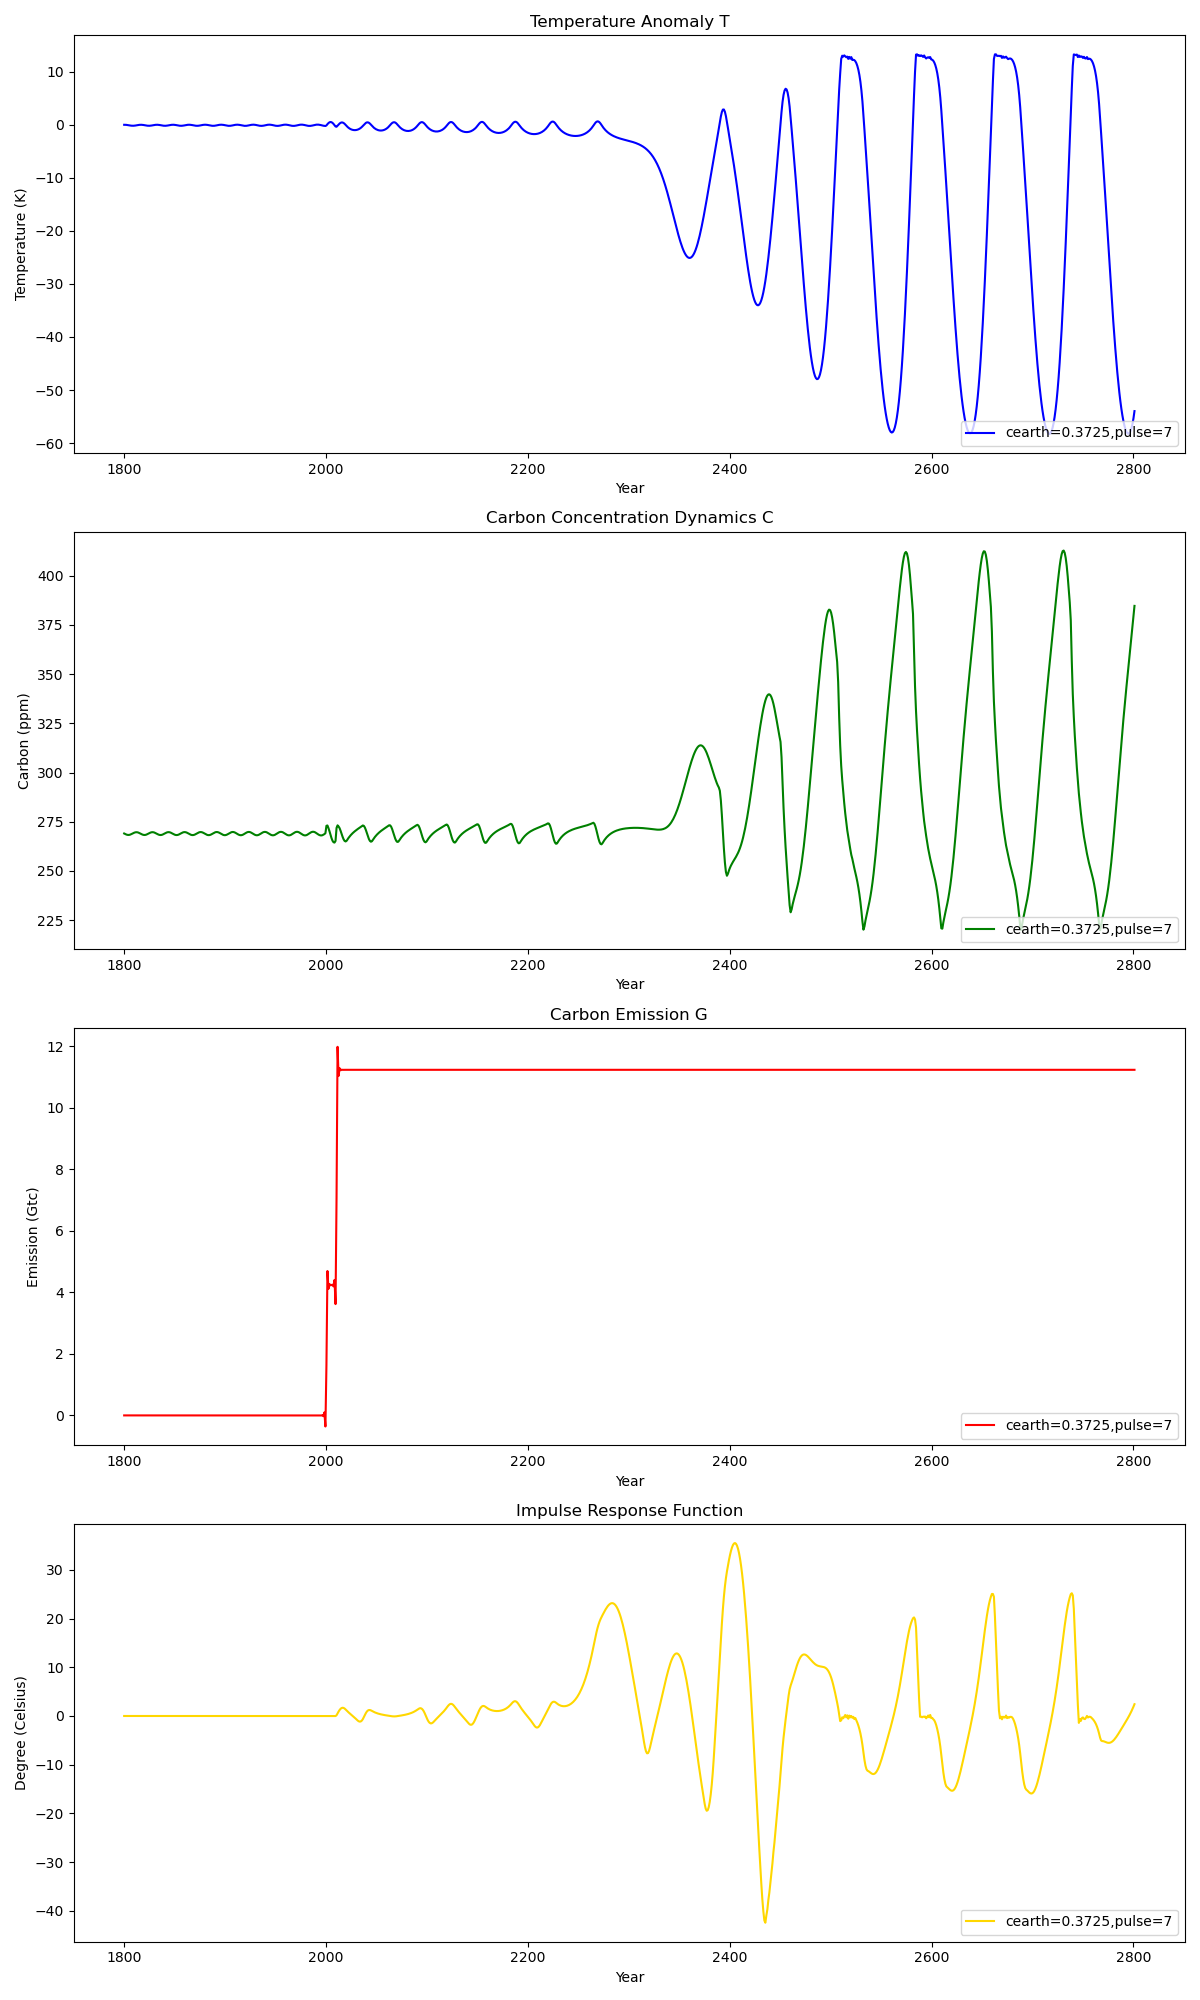 Temperature Anomaly T
10
0
−10
−20
−30
−40
−50
−60
Temperature (K)
cearth=0.3725,pulse=7
1800 2000 2200 2400 2600 2800
Year
Carbon Concentration Dynamics C
400
375
350
325
300
275
250
225
Carbon (ppm)
cearth=0.3725,pulse=7
1800 2000 2200 2400 2600 2800
Year
Carbon Emission G
12
10
8
6
4
2
0
Emission (Gtc)
cearth=0.3725,pulse=7
1800 2000 2200 2400 2600 2800
Year
Impulse Response Function
30
20
10
0
−10
−20
−30
−40
Degree (Celsius)
cearth=0.3725,pulse=7
1800 2000 2200 2400 2600 2800
Year